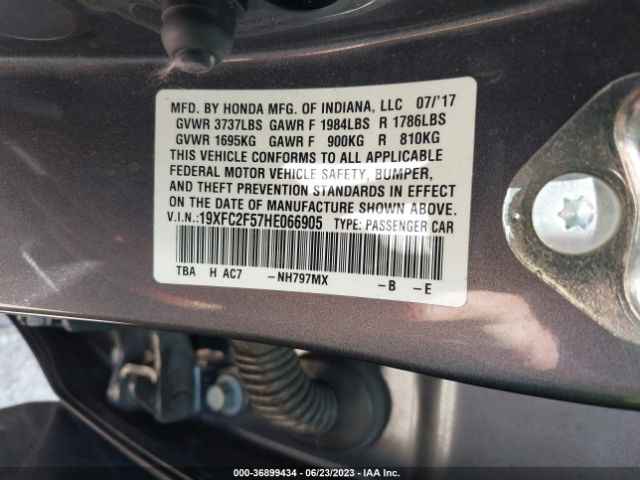 MFD. BY HONDA MFG. OF INDIANA, LLC 07/'17
GVWR 3737LBS GAWR F 1984LBS R 1786LBS
GVWR 1695KG GAWR F 900KG R 810KG
THIS VEHICLE CONFORMS TO ALL APPLICABLE
FEDERAL MOTOR VEHICLE SAFETY, BUMPER,
AND THEFT PREVENTION STANDARDS IN EFFECT
ON THE DATE OF MANUFACTURE SHOWN ABOVE.
V.I.N.:19XFC2F57HE066905 TYPE: PASSENGER CAR
TBA H AC7 -NH797MX -B -E
000-36899434 / 06/23/2023 / IAA Inc.